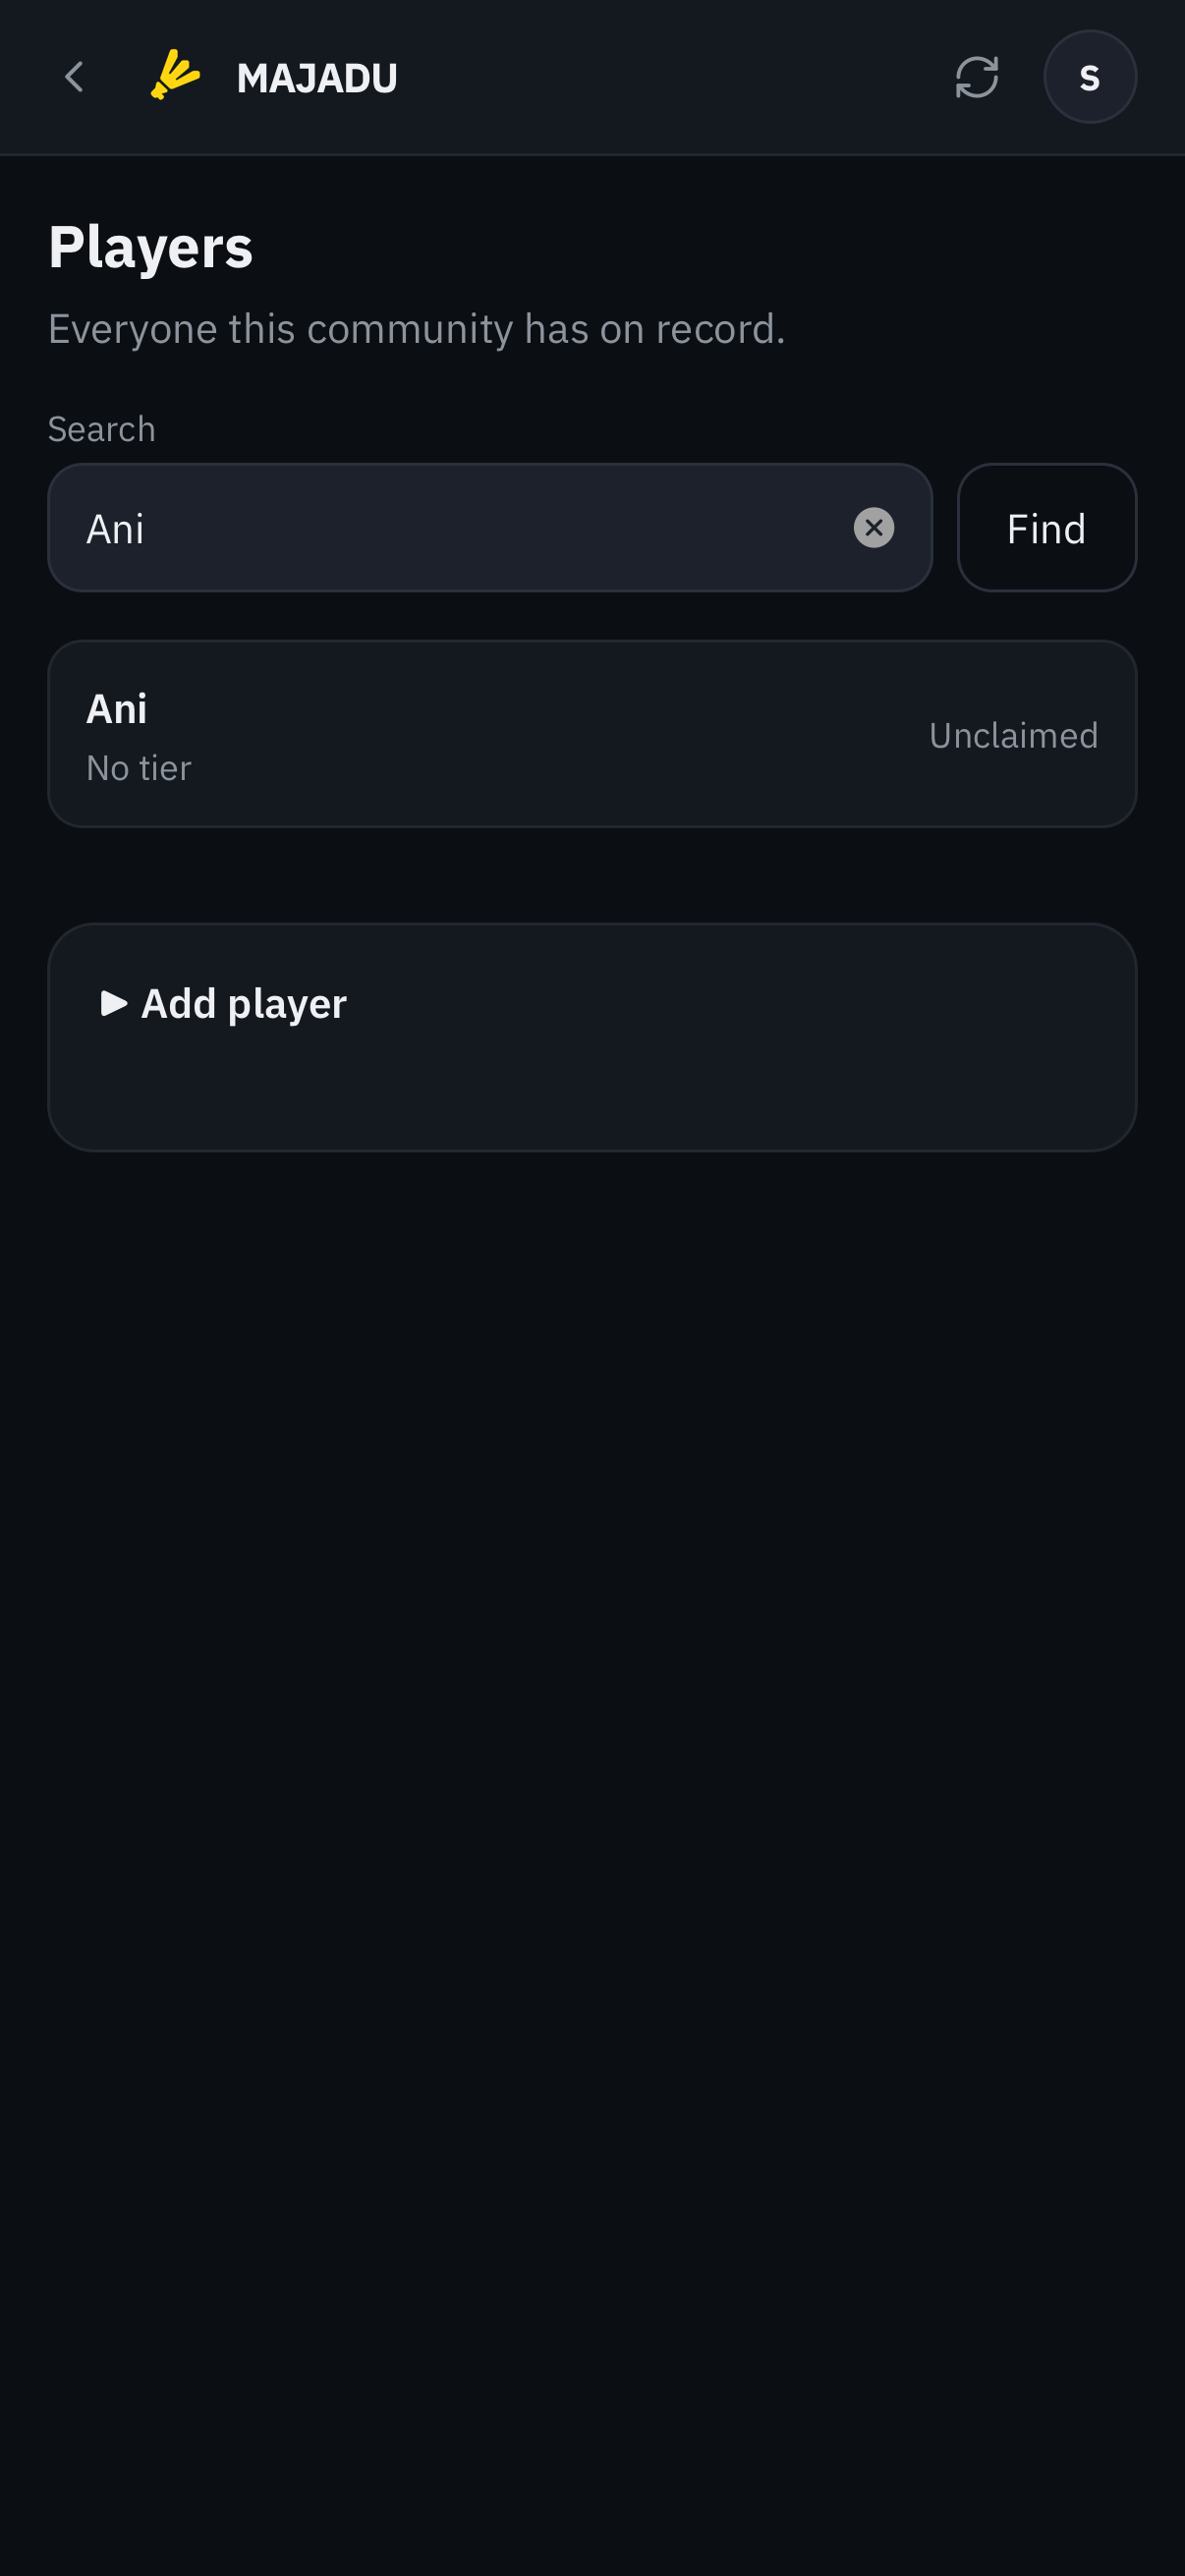 MAJADU
S
Players
Everyone this community has on record.
Search
Ani
Find
Ani
No tier
Unclaimed
Add player